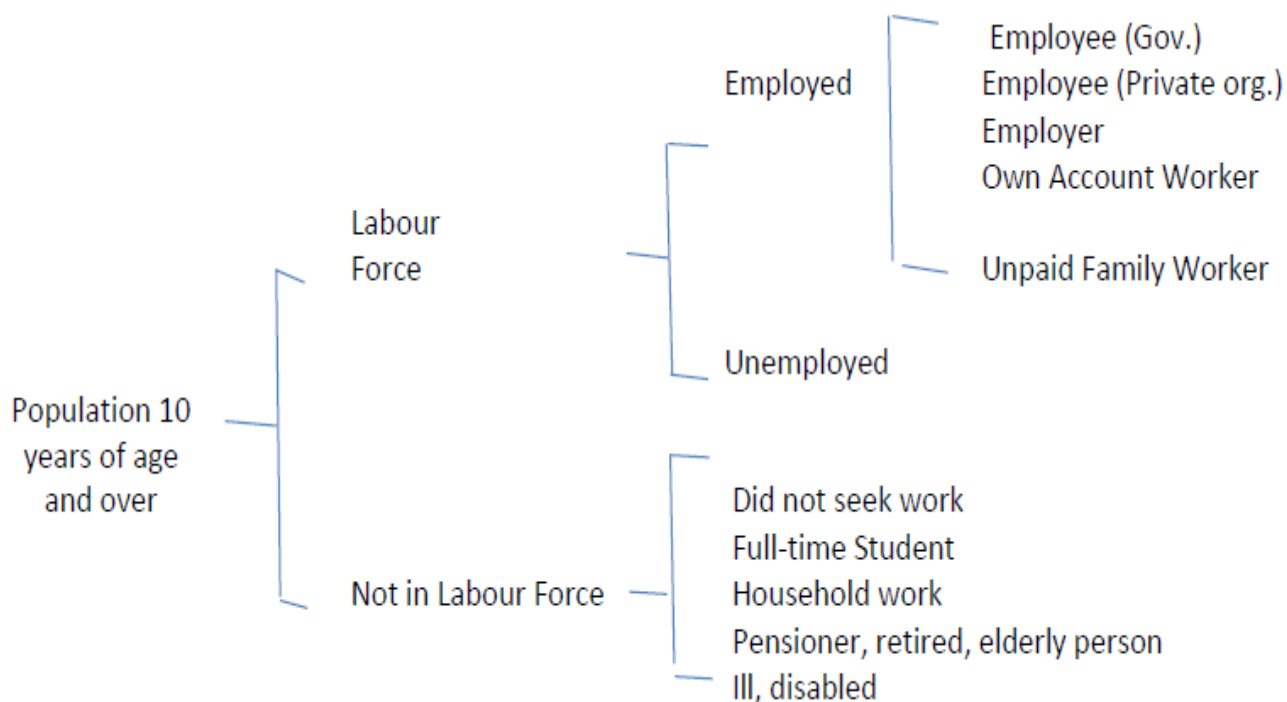 Employee (Gov.)
Employed
Employee (Private org.)
Employer
Own Account Worker
Labour
Force
Unpaid Family Worker
Unemployed
Population 10
years of age
and over
Did not seek work
Full-time Student
Not in Labour Force
Household work
Pensioner, retired, elderly person
Ill, disabled